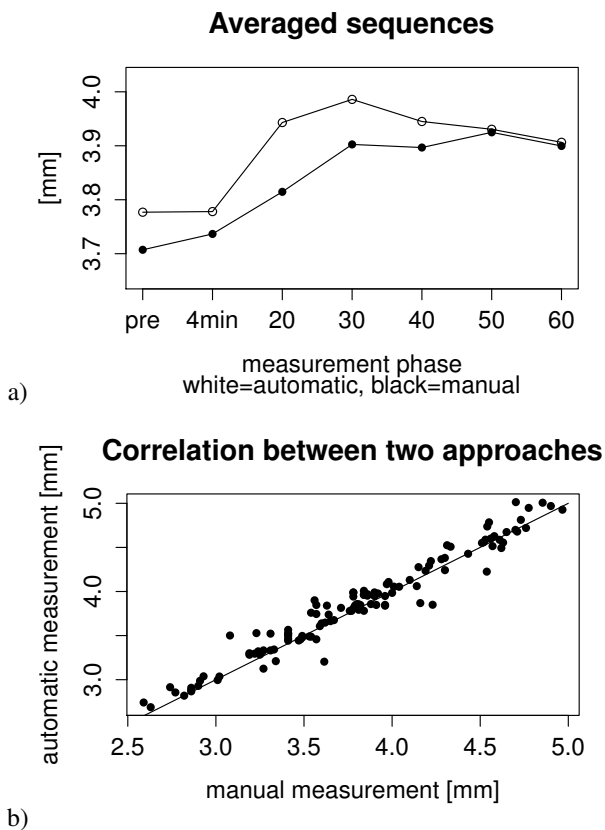 Averaged sequences
[mm]
4.0
3.9
3.8
3.7
pre 4min 20 30 40 50 60
measurement phase
white=automatic, black=manual
a)
Correlation between two approaches
automatic measurement [mm]
5.0
4.0
3.0
2.5 3.0 3.5 4.0 4.5 5.0
manual measurement [mm]
b)